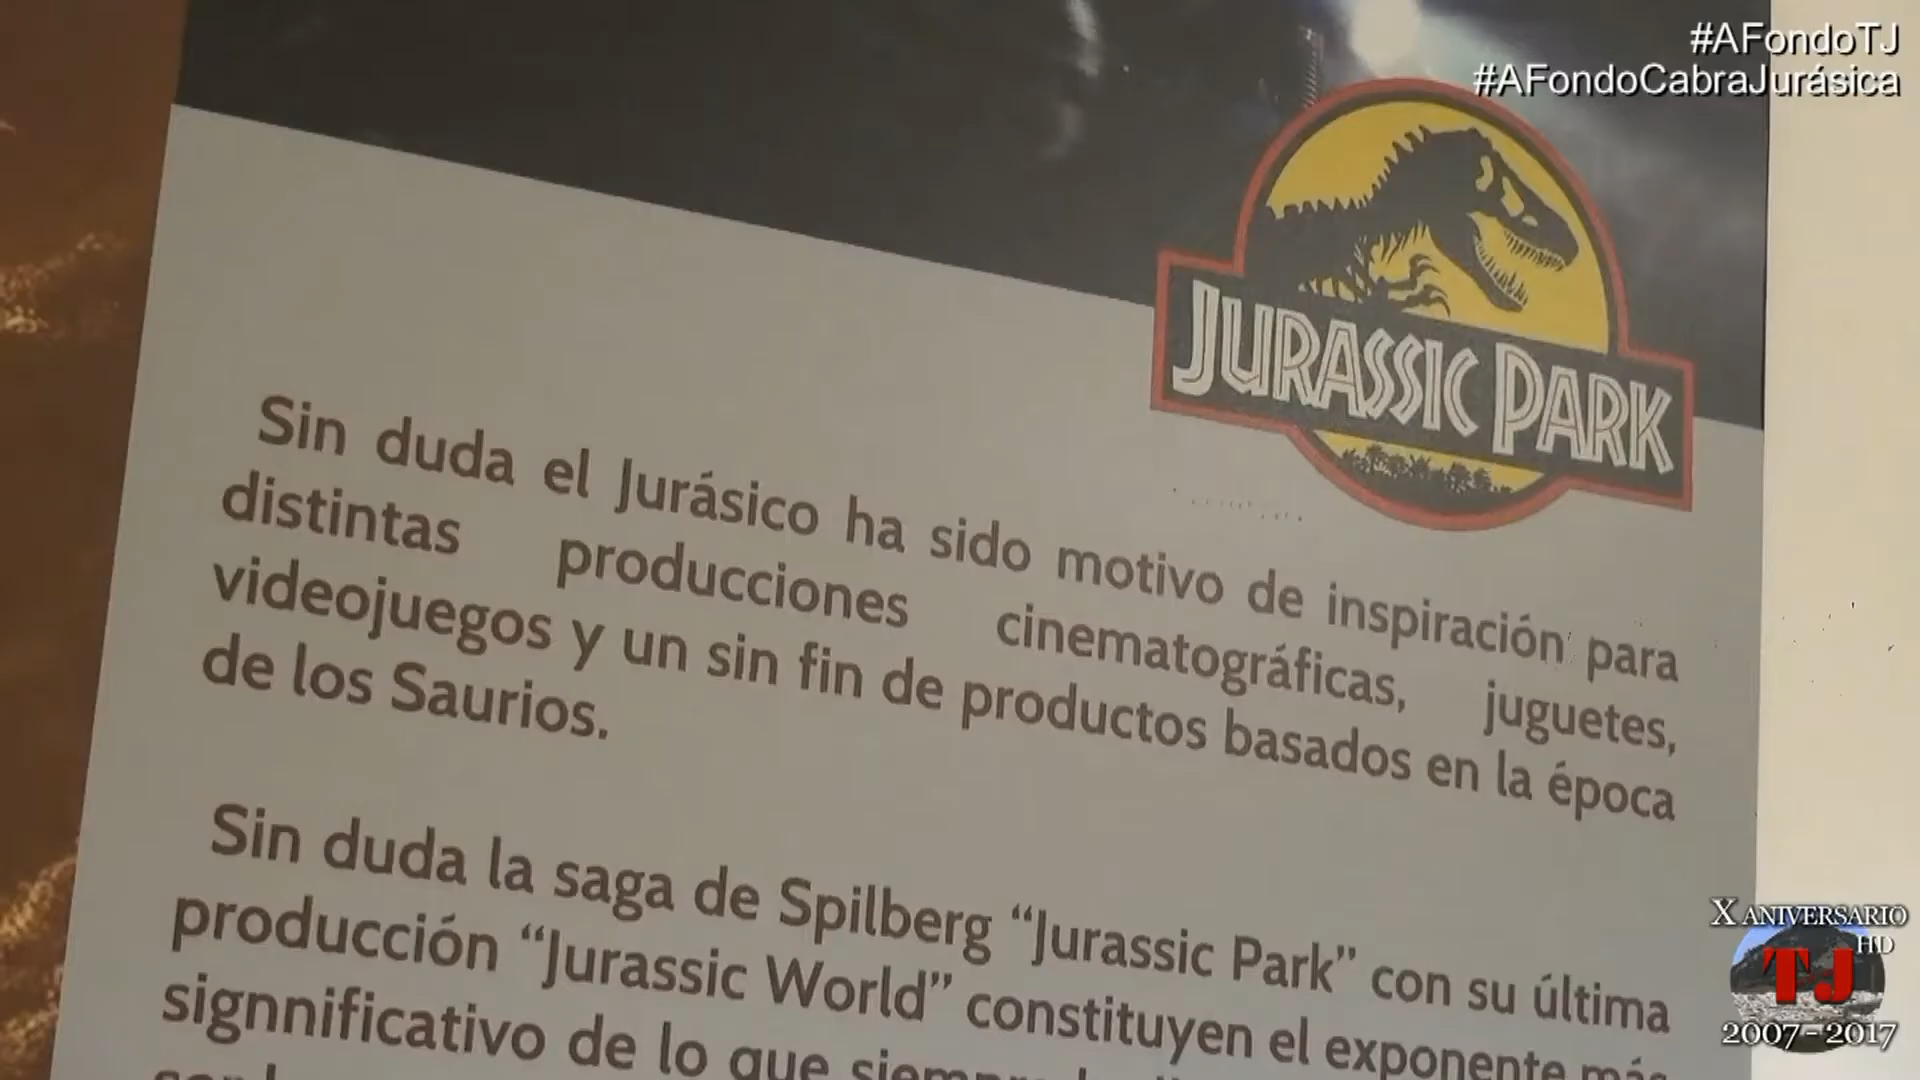 #AFondoTJ
#AFondoCabraJurásica
JURASSIC PARK
Sin duda el Jurásico ha sido motivo de inspiración para
distintas producciones cinematográficas, juguetes,
videojuegos y un sin fin de productos basados en la época
de los Saurios.
Sin duda la saga de Spilberg “Jurassic Park” con su última
producción “Jurassic World” constituyen el exponente más
signnificativo de lo que
X ANIVERSARIO
HD
TJ
2007-2017